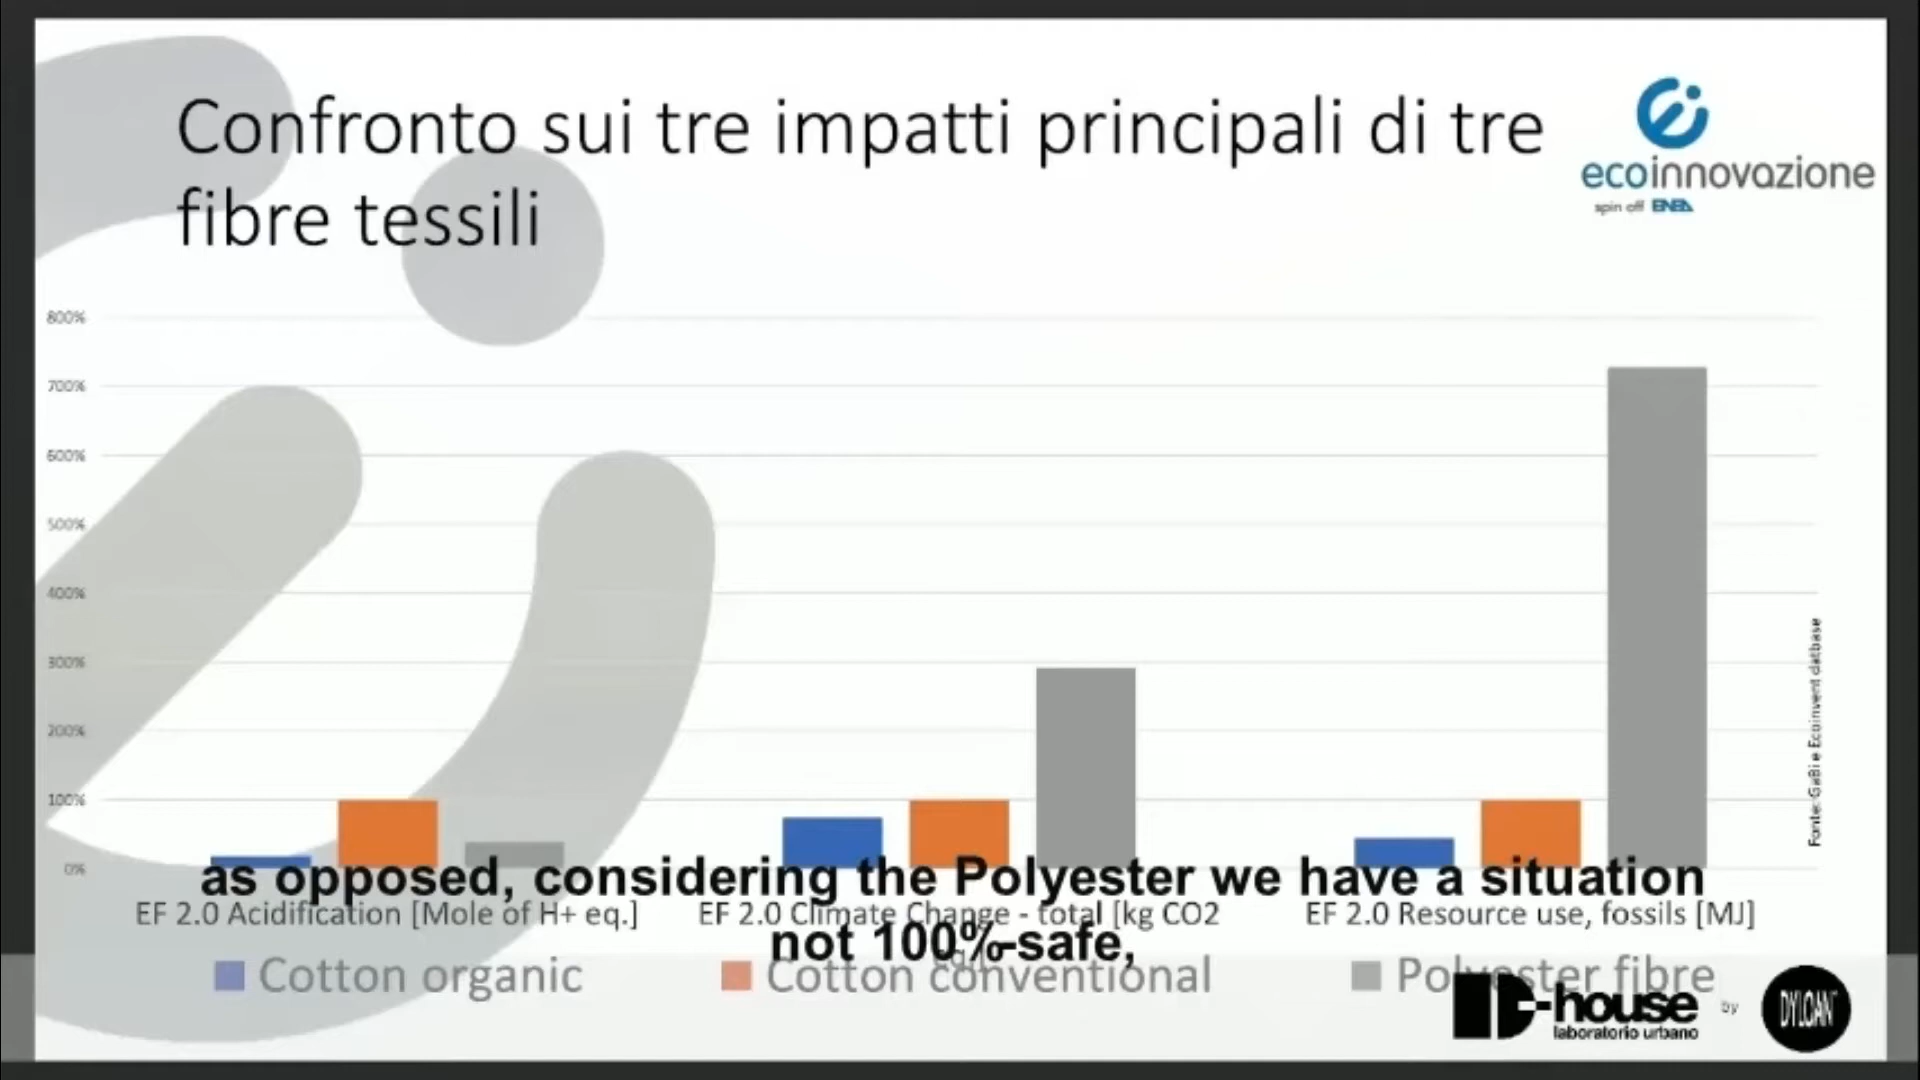 Confronto sui tre impatti principali di tre
fibre tessili
ecoinnovazione
spin off ENEA
800%
700%
600%
500%
400%
300%
200%
100%
0%
Fonte: GaBi e Ecoinvent datbase
as opposed, considering the Polyester we have a situation
EF 2.0 Acidification [Mole of H+ eq.]
EF 2.0 Climate Change - total [kg CO2
EF 2.0 Resource use, fossils [MJ]
not 100%-safe,
Cotton organic
Cotton conventional
Polyester fibre
D-house
laboratorio urbano
by
DYLOAN